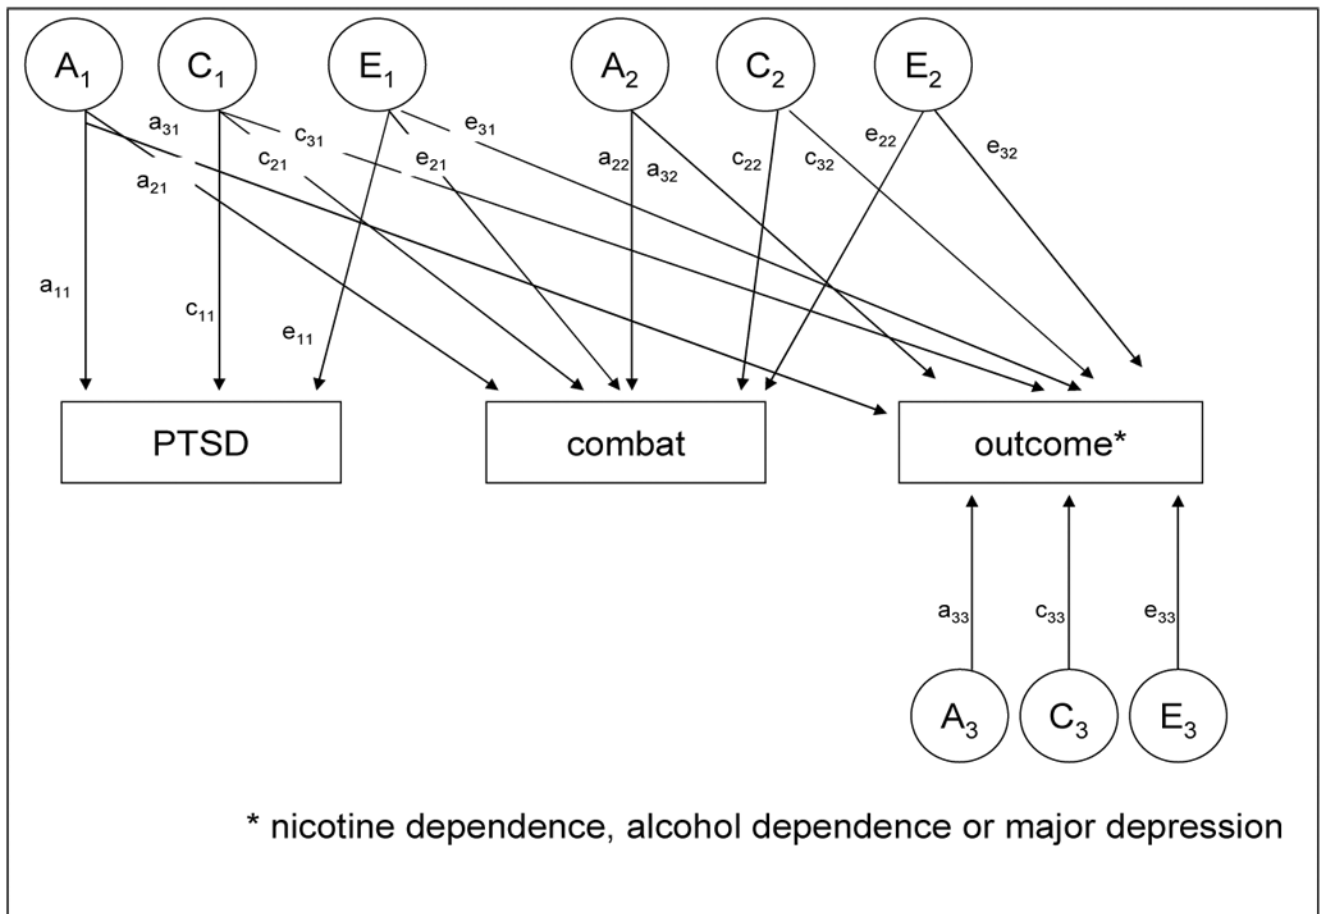 A₁ C₁ E₁ A₂ C₂ E₂
a₃₁ c₃₁ e₃₁
a₂₁ c₂₁ e₂₁ a₂₂ a₃₂ c₂₂ c₃₂ e₂₂ e₃₂
a₁₁ c₁₁ e₁₁
PTSD combat outcome*
a₃₃ c₃₃ e₃₃
A₃ C₃ E₃
* nicotine dependence, alcohol dependence or major depression